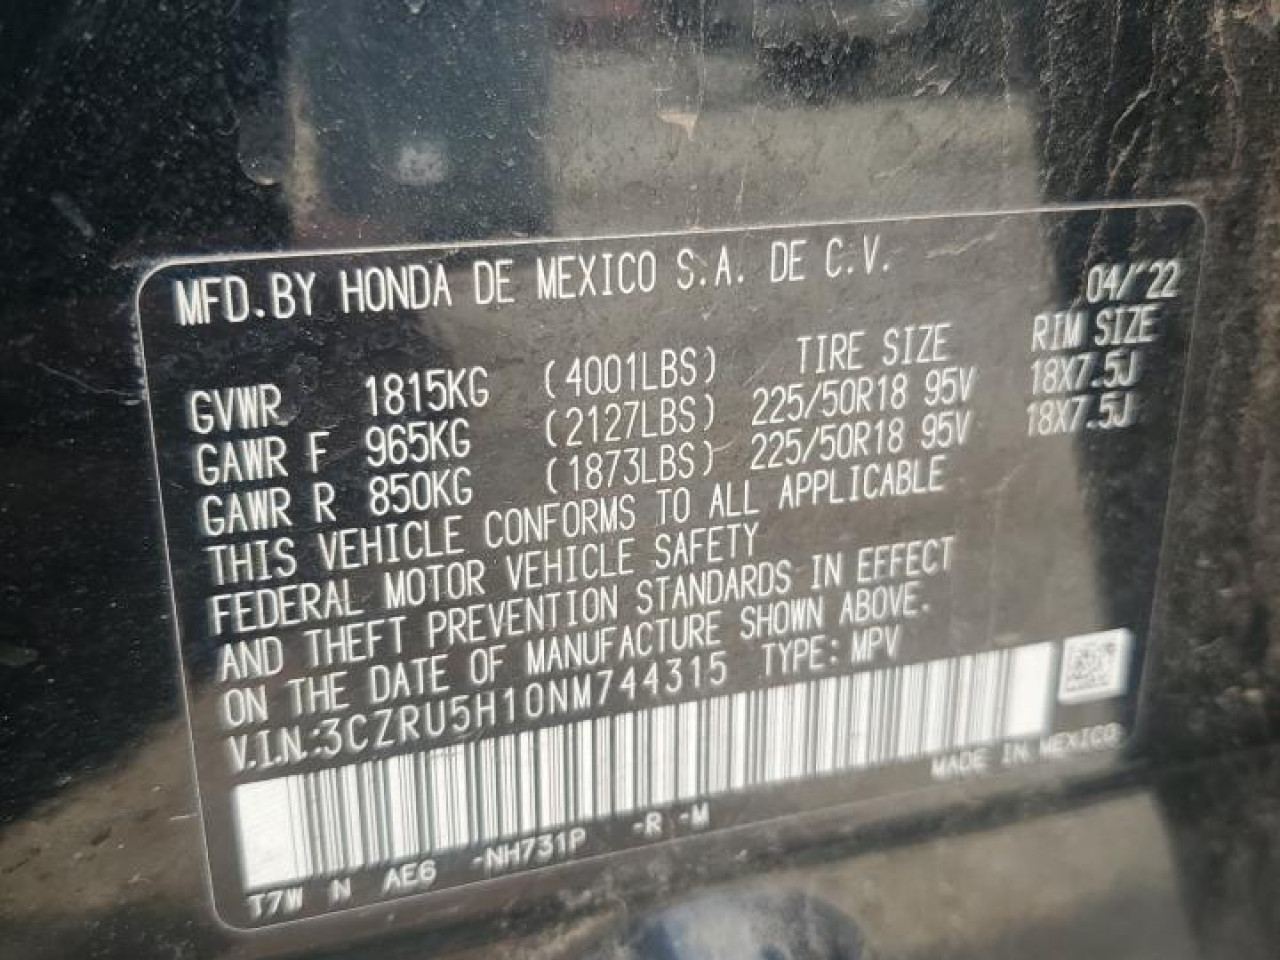 MFD. BY HONDA DE MEXICO S.A. DE C.V. 04/'22
TIRE SIZE RIM SIZE
GVWR 1815KG (4001LBS)
GAWR F 965KG (2127LBS) 225/50R18 95V 18X7.5J
GAWR R 850KG (1873LBS) 225/50R18 95V 18X7.5J
THIS VEHICLE CONFORMS TO ALL APPLICABLE
FEDERAL MOTOR VEHICLE SAFETY
AND THEFT PREVENTION STANDARDS IN EFFECT
ON THE DATE OF MANUFACTURE SHOWN ABOVE.
V.I.N.:3CZRU5H10NM744315 TYPE: MPV
MADE IN MEXICO
T7W N AE6 -NH731P -R -M